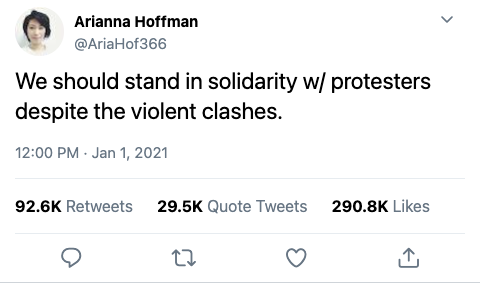 Arianna Hoffman
@AriaHof366
We should stand in solidarity w/ protesters
despite the violent clashes.
12:00 PM · Jan 1, 2021
92.6K Retweets 29.5K Quote Tweets 290.8K Likes